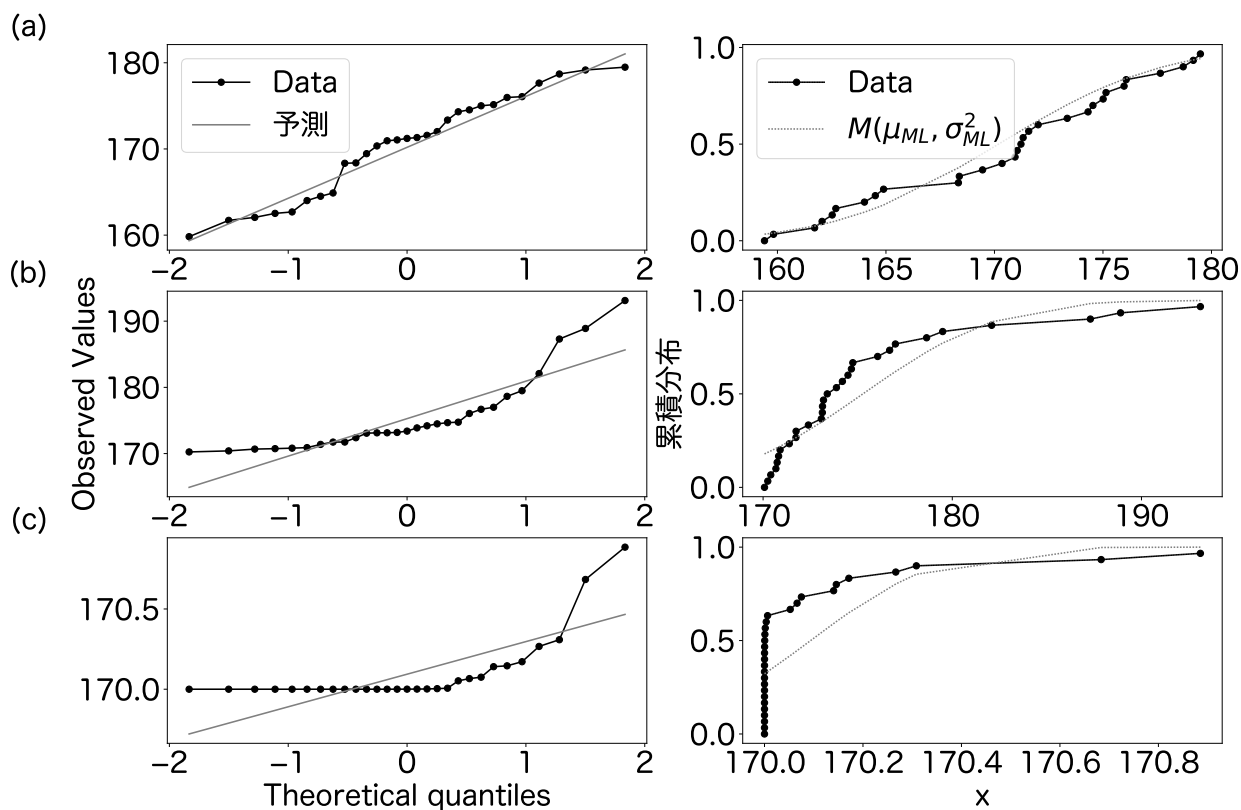 (a)
180
170
160
Data
予測
−2 −1 0 1 2
1.0
0.5
0.0
Data
M(μ_ML, σ²_ML)
160 165 170 175 180
(b)
Observed Values
190
180
170
−2 −1 0 1 2
累積分布
1.0
0.5
0.0
170 180 190
(c)
170.5
170.0
−2 −1 0 1 2
Theoretical quantiles
1.0
0.5
0.0
170.0 170.2 170.4 170.6 170.8
x